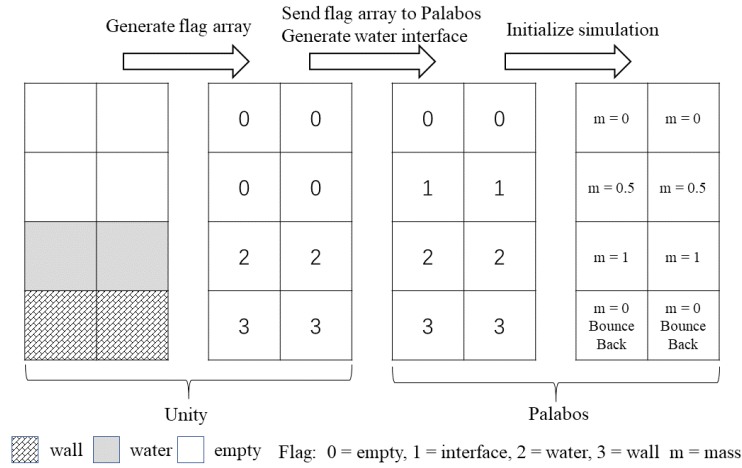 Generate flag array
Send flag array to Palabos
Generate water interface
Initialize simulation
0 0 0 0 m = 0 m = 0
0 0 1 1 m = 0.5 m = 0.5
2 2 2 2 m = 1 m = 1
3 3 3 3
m = 0 m = 0
Bounce Bounce
Back Back
Unity
Palabos
wall water empty Flag: 0 = empty, 1 = interface, 2 = water, 3 = wall m = mass